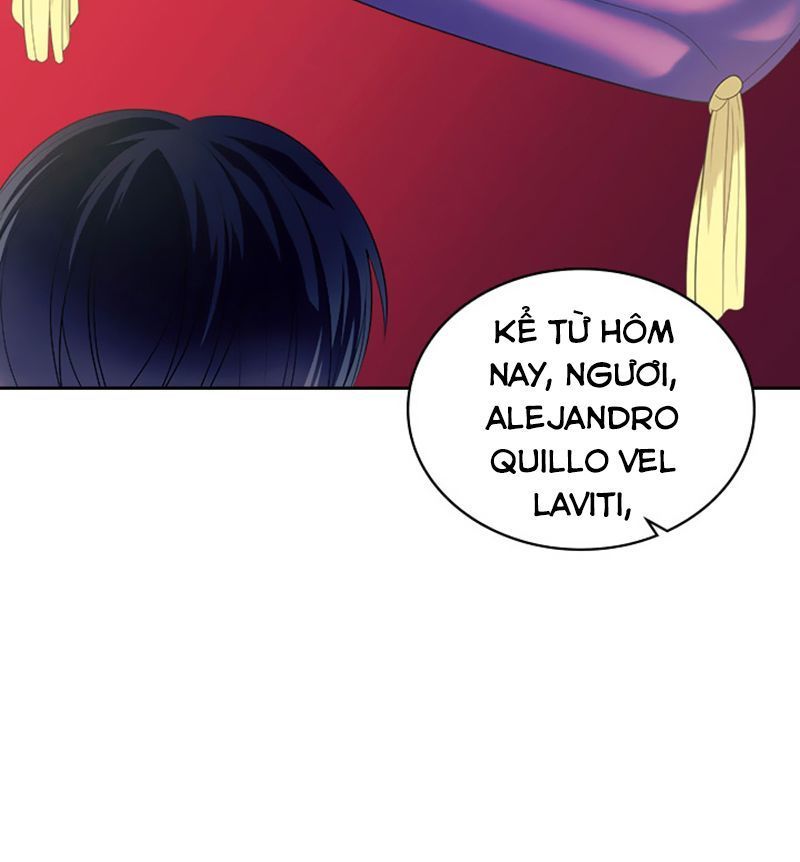 KỂ TỪ HÔM
NAY, NGƯƠI,
ALEJANDRO
QUILLO VEL
LAVITI,